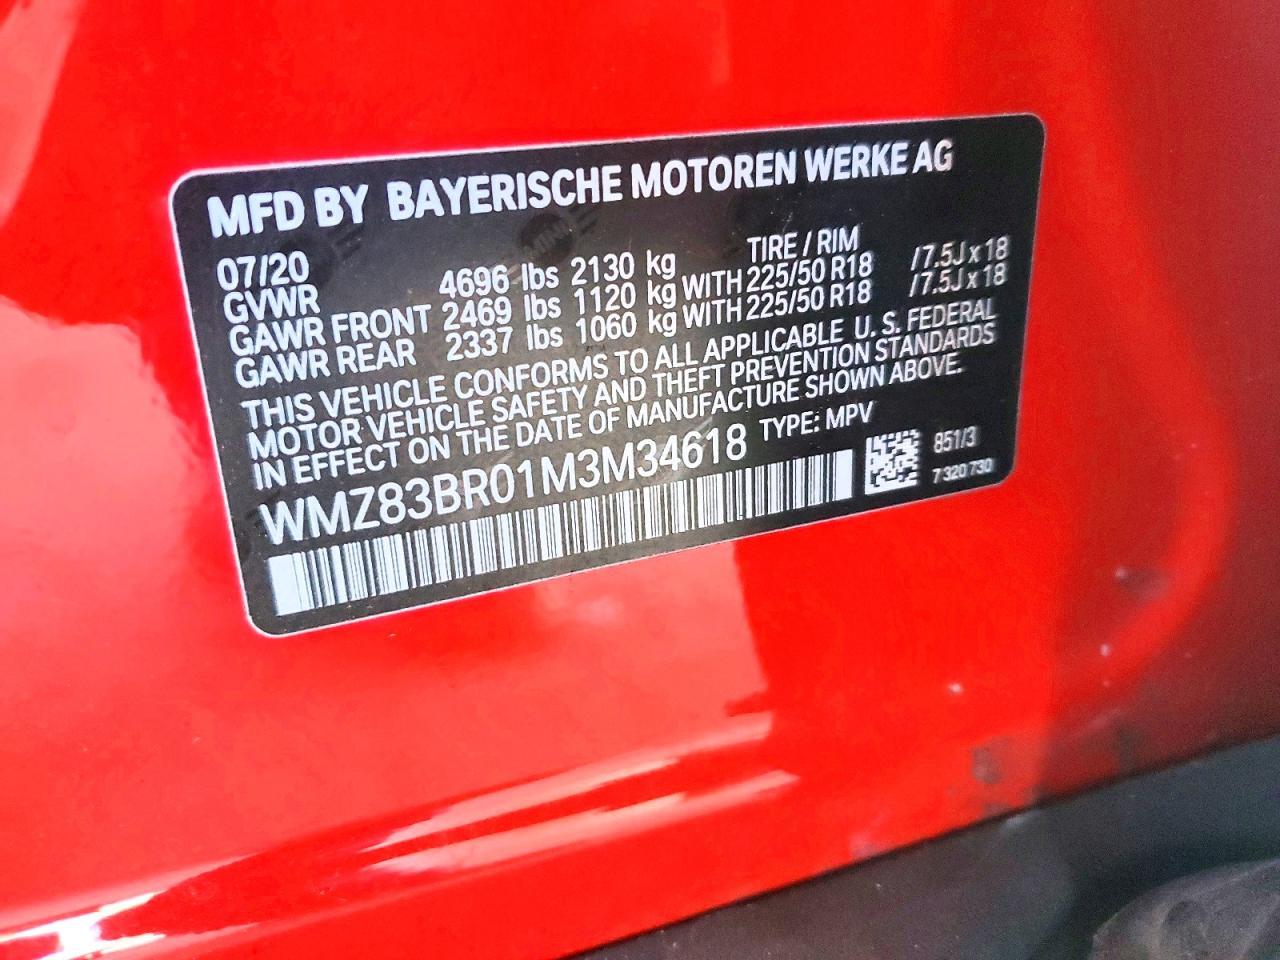 MFD BY BAYERISCHE MOTOREN WERKE AG
MINI
07/20 TIRE / RIM
GVWR 4696 lbs 2130 kg
GAWR FRONT 2469 lbs 1120 kg WITH 225/50 R18 /7.5J x 18
GAWR REAR 2337 lbs 1060 kg WITH 225/50 R18 /7.5J x 18
THIS VEHICLE CONFORMS TO ALL APPLICABLE U. S. FEDERAL
MOTOR VEHICLE SAFETY AND THEFT PREVENTION STANDARDS
IN EFFECT ON THE DATE OF MANUFACTURE SHOWN ABOVE.
WMZ83BR01M3M34618 TYPE: MPV
851/3
7 320 730